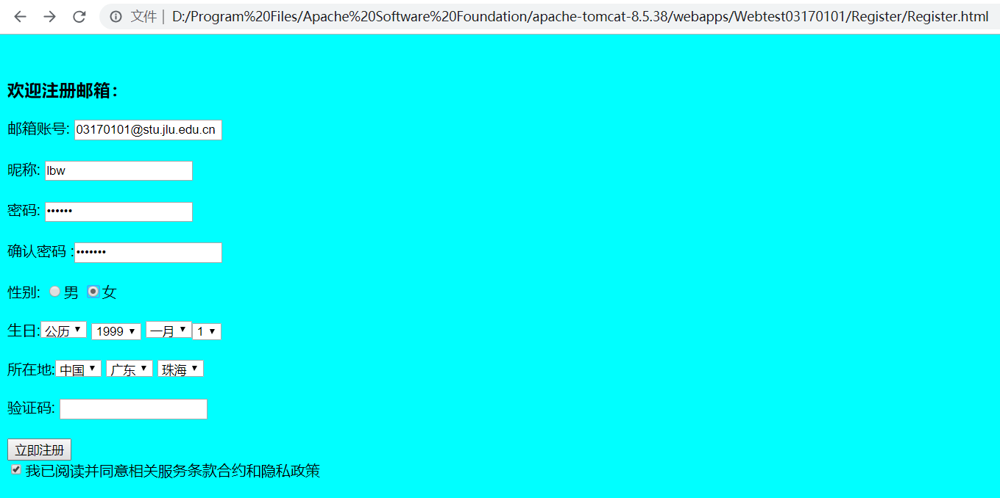 文件 | D:/Program%20Files/Apache%20Software%20Foundation/apache-tomcat-8.5.38/webapps/Webtest03170101/Register/Register.html
欢迎注册邮箱：
邮箱账号: 03170101@stu.jlu.edu.cn
昵称: lbw
密码: ••••••
确认密码 :•••••••
性别: 男 女
生日: 公历 1999 一月 1
所在地: 中国 广东 珠海
验证码:
立即注册
我已阅读并同意相关服务条款合约和隐私政策